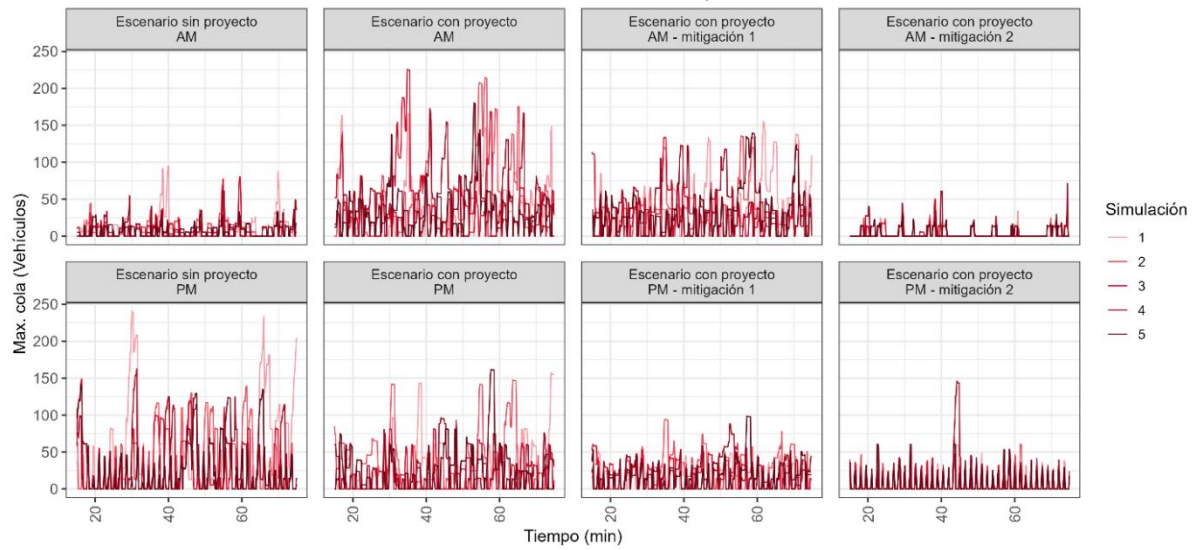 Escenario sin proyecto
AM
Escenario con proyecto
AM
Escenario con proyecto
AM - mitigación 1
Escenario con proyecto
AM - mitigación 2
250
200
150
100
50
0
Escenario sin proyecto
PM
Escenario con proyecto
PM
Escenario con proyecto
PM - mitigación 1
Escenario con proyecto
PM - mitigación 2
250
200
150
100
50
0
Max. cola (Vehículos)
20
40
60
20
40
60
20
40
60
20
40
60
Tiempo (min)
Simulación
1
2
3
4
5